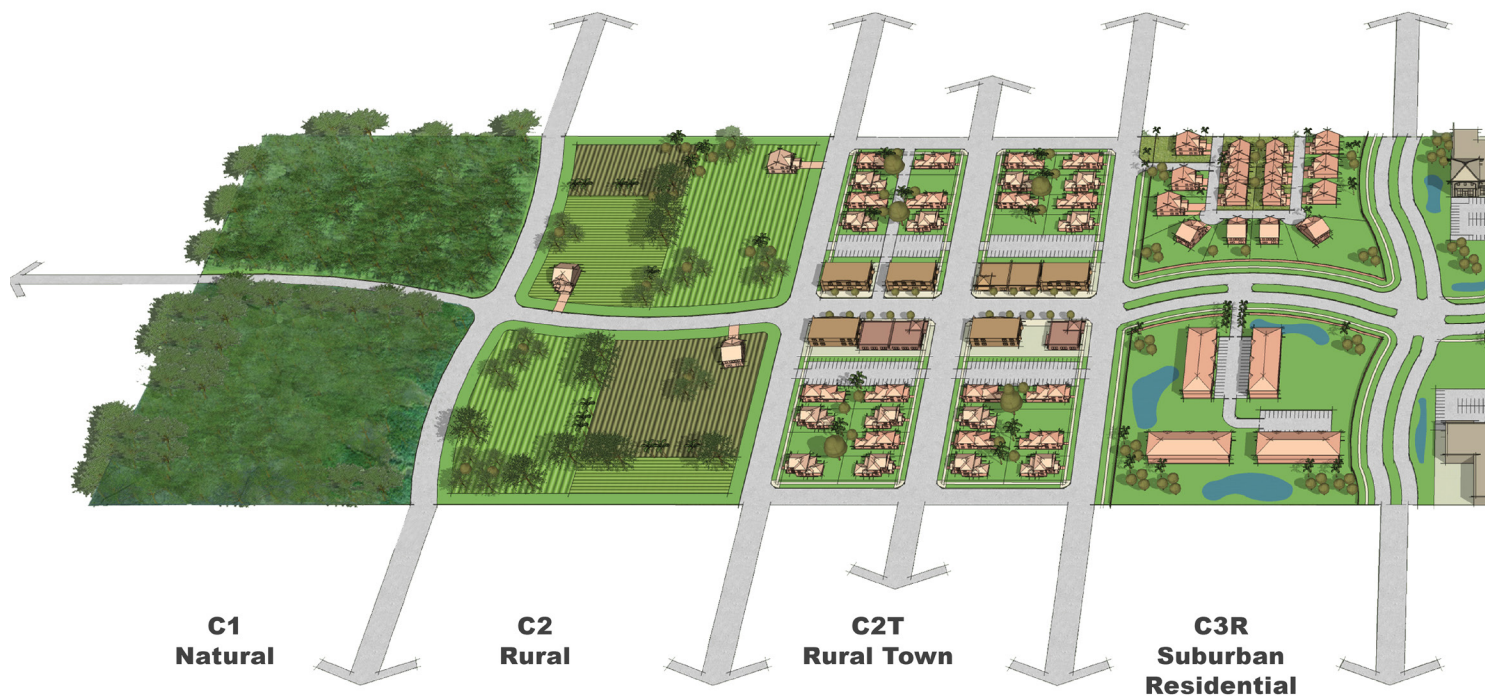 C1
Natural
C2
Rural
C2T
Rural Town
C3R
Suburban
Residential